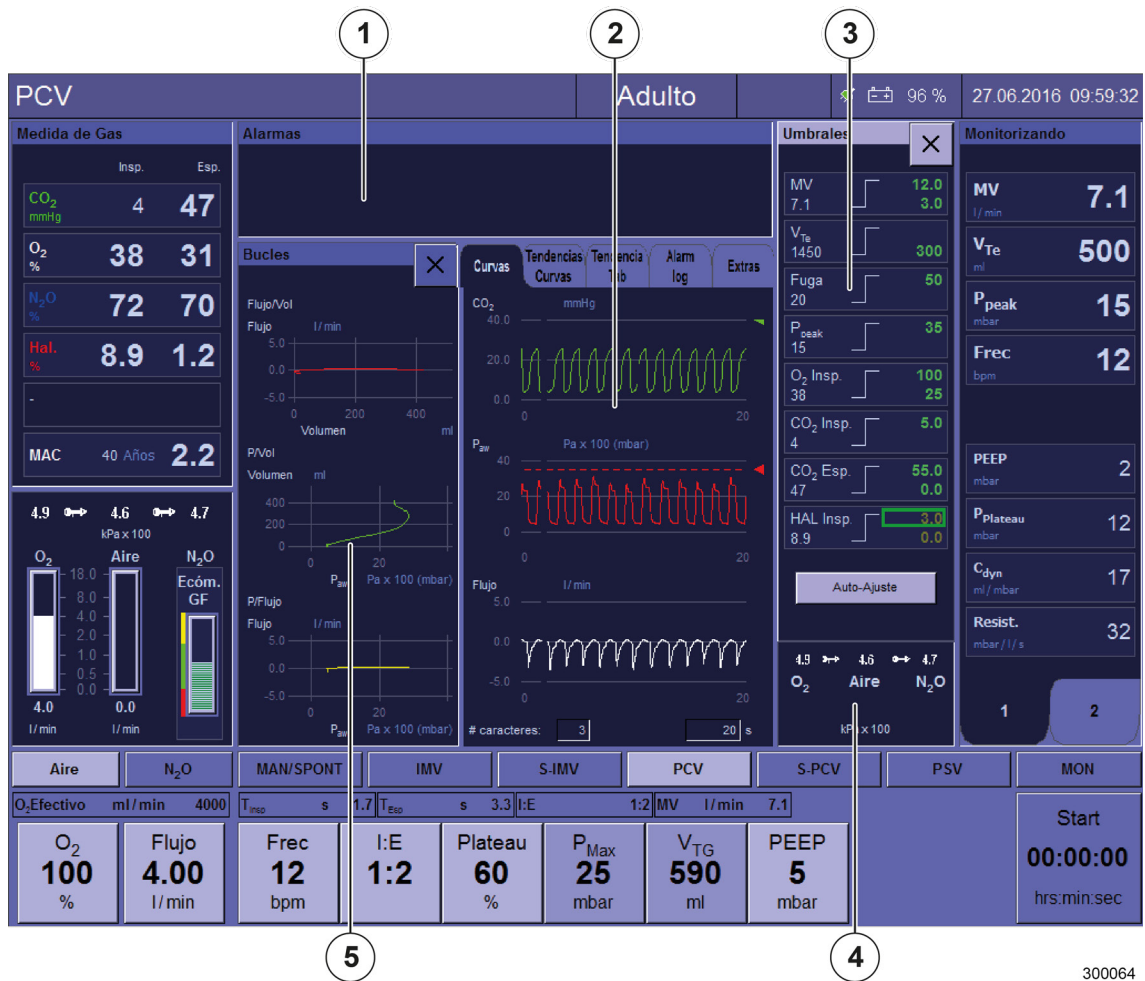 1 2 3
PCV Adulto 96 % 27.06.2016 09:59:32
Medida de Gas
Insp. Esp.
CO2 mmHg 4 47
O2 % 38 31
N2O % 72 70
Hal. % 8.9 1.2
-
MAC 40 Años 2.2
4.9 4.6 4.7
kPa x 100
O2 Aire N2O
18.0
8.0
4.0
2.0
1.0
0.5
0.0
Ecóm.
GF
4.0 0.0
l/min l/min
Alarmas
Bucles
Flujo/Vol
Flujo l/min
5.0
0.0
-5.0
0 200 400
Volumen ml
P/Vol
Volumen ml
400
200
0
0 20
Paw Pa x 100 (mbar)
P/Flujo
Flujo l/min
5.0
0.0
-5.0
0 20
Paw Pa x 100 (mbar)
Curvas
Tendencias Curvas
Tendencia Tab
Alarm log
Extras
CO2 mmHg
40.0
20.0
0.0
0 20
Paw Pa x 100 (mbar)
40
20
0
0 20
Flujo l/min
5.0
0.0
-5.0
0 20
# caracteres: 3 20 s
Umbrales
MV 12.0
7.1 3.0
VTe
1450 300
Fuga 50
20
Ppeak 35
15
O2 Insp. 100
38 25
CO2 Insp. 5.0
4
CO2 Esp. 55.0
47 0.0
HAL Insp. 3.0
8.9 0.0
Auto-Ajuste
4.9 4.6 4.7
O2 Aire N2O
kPa x 100
Monitorizando
MV l/min 7.1
VTe ml 500
Ppeak mbar 15
Frec bpm 12
PEEP mbar 2
PPlateau mbar 12
Cdyn ml/mbar 17
Resist. mbar/l/s 32
1 2
Aire N2O MAN/SPONT IMV S-IMV PCV S-PCV PSV MON
O2Efectivo ml/min 4000 TInsp s 1.7 TEsp s 3.3 I:E 1:2 MV l/min 7.1
O2 100 %
Flujo 4.00 l/min
Frec 12 bpm
I:E 1:2
Plateau 60 %
PMax 25 mbar
VTG 590 ml
PEEP 5 mbar
Start
00:00:00
hrs:min:sec
5 4
300064